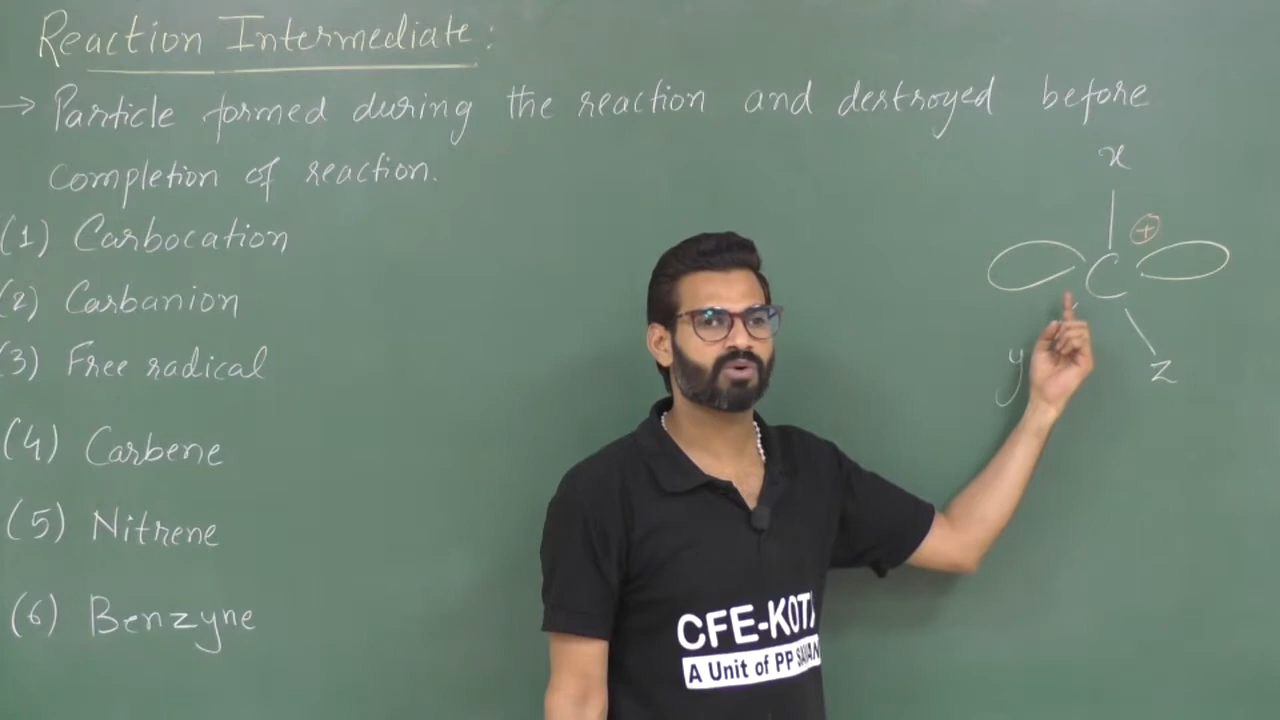 Reaction Intermediate:
→ Particle formed during the reaction and destroyed before
completion of reaction.
(1) Carbocation
(2) Carbanion
(3) Free radical
(4) Carbene
(5) Nitrene
(6) Benzyne
x
⊕
C
y
z
CFE-KOTA
A Unit of PP SAVANI